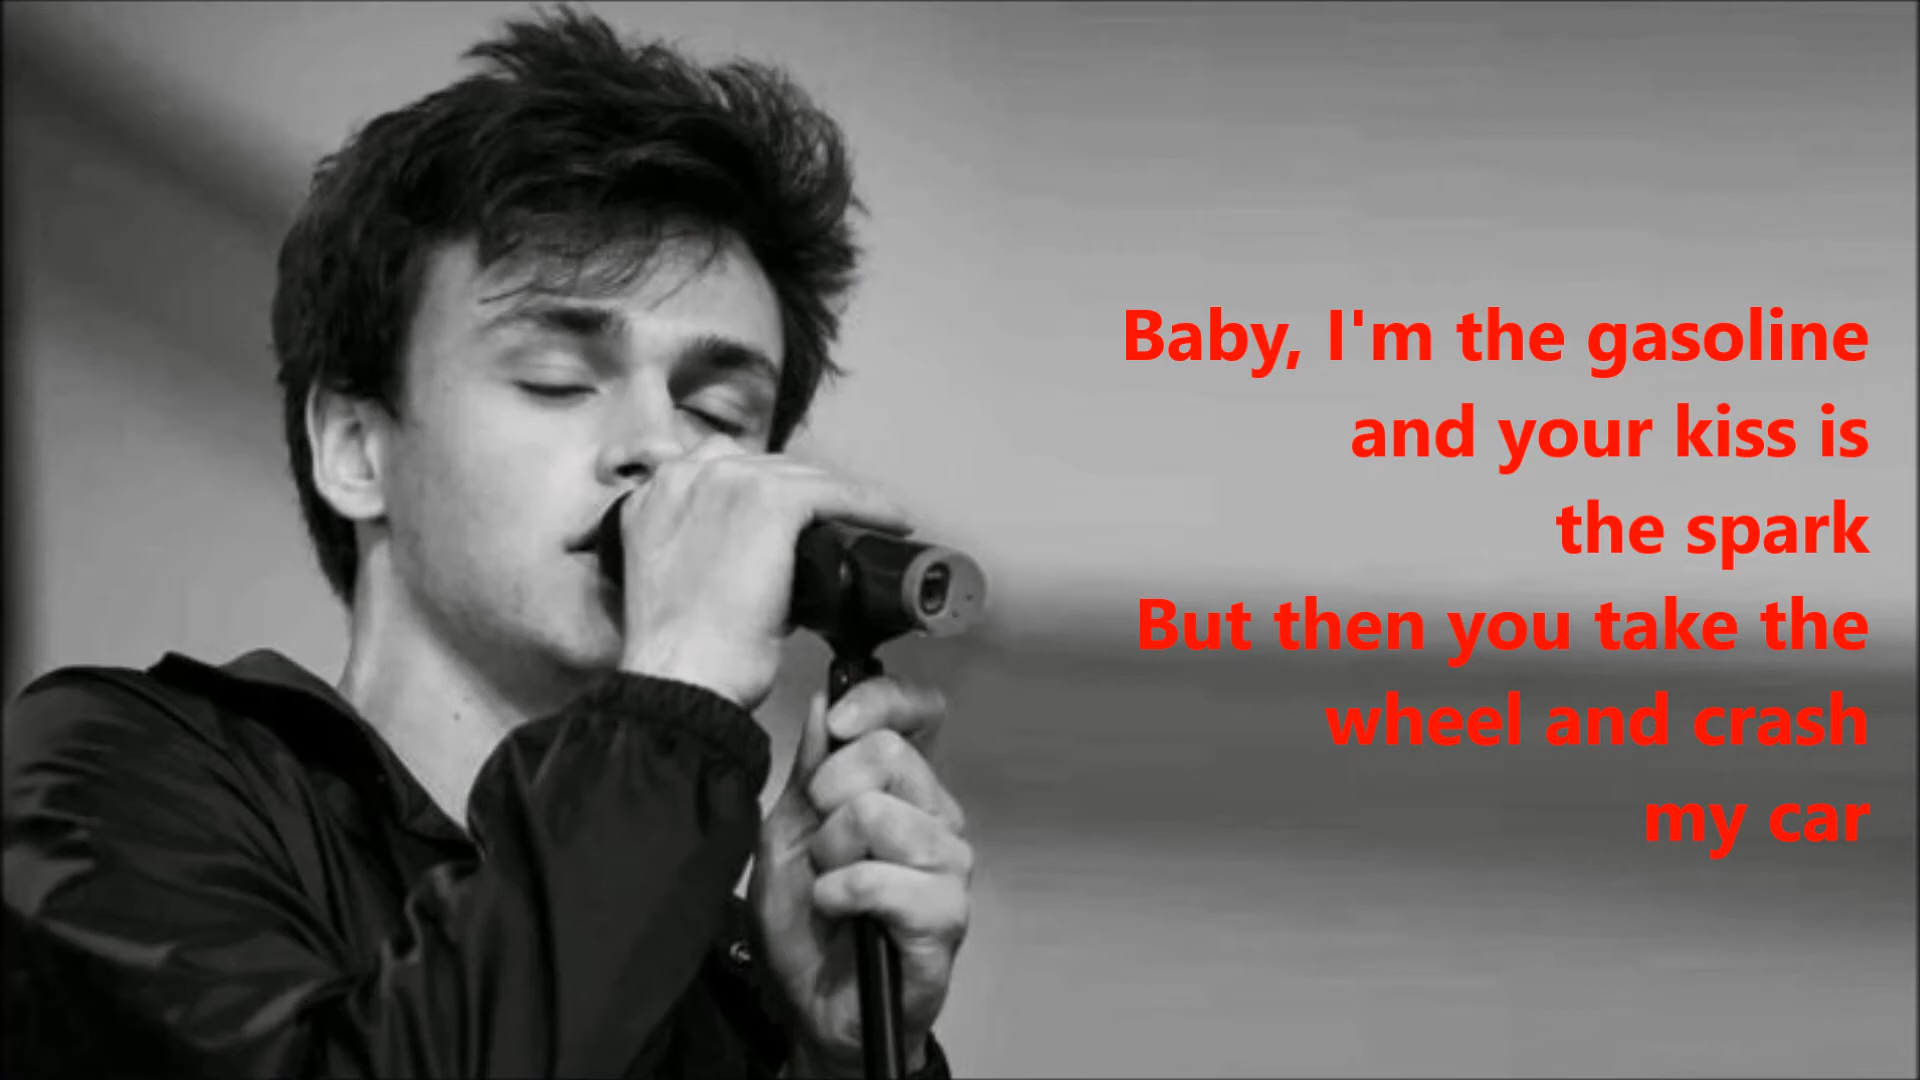 Baby, I'm the gasoline
and your kiss is
the spark
But then you take the
wheel and crash
my car